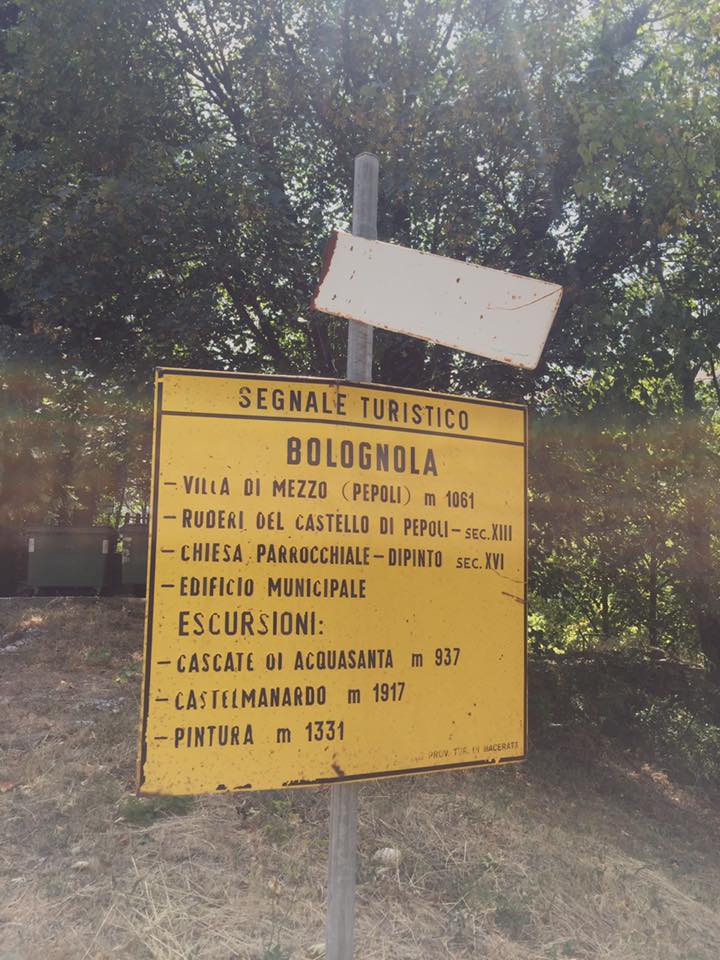 SEGNALE TURISTICO
BOLOGNOLA
- VILLA DI MEZZO (PEPOLI) m 1061
- RUDERI DEL CASTELLO DI PEPOLI - SEC. XIII
- CHIESA PARROCCHIALE - DIPINTO SEC. XVI
- EDIFICIO MUNICIPALE
ESCURSIONI:
- CASCATE DI ACQUASANTA m 937
- CASTELMANARDO m 1917
- PINTURA m 1331
PROV. TUR. DI MACERATA